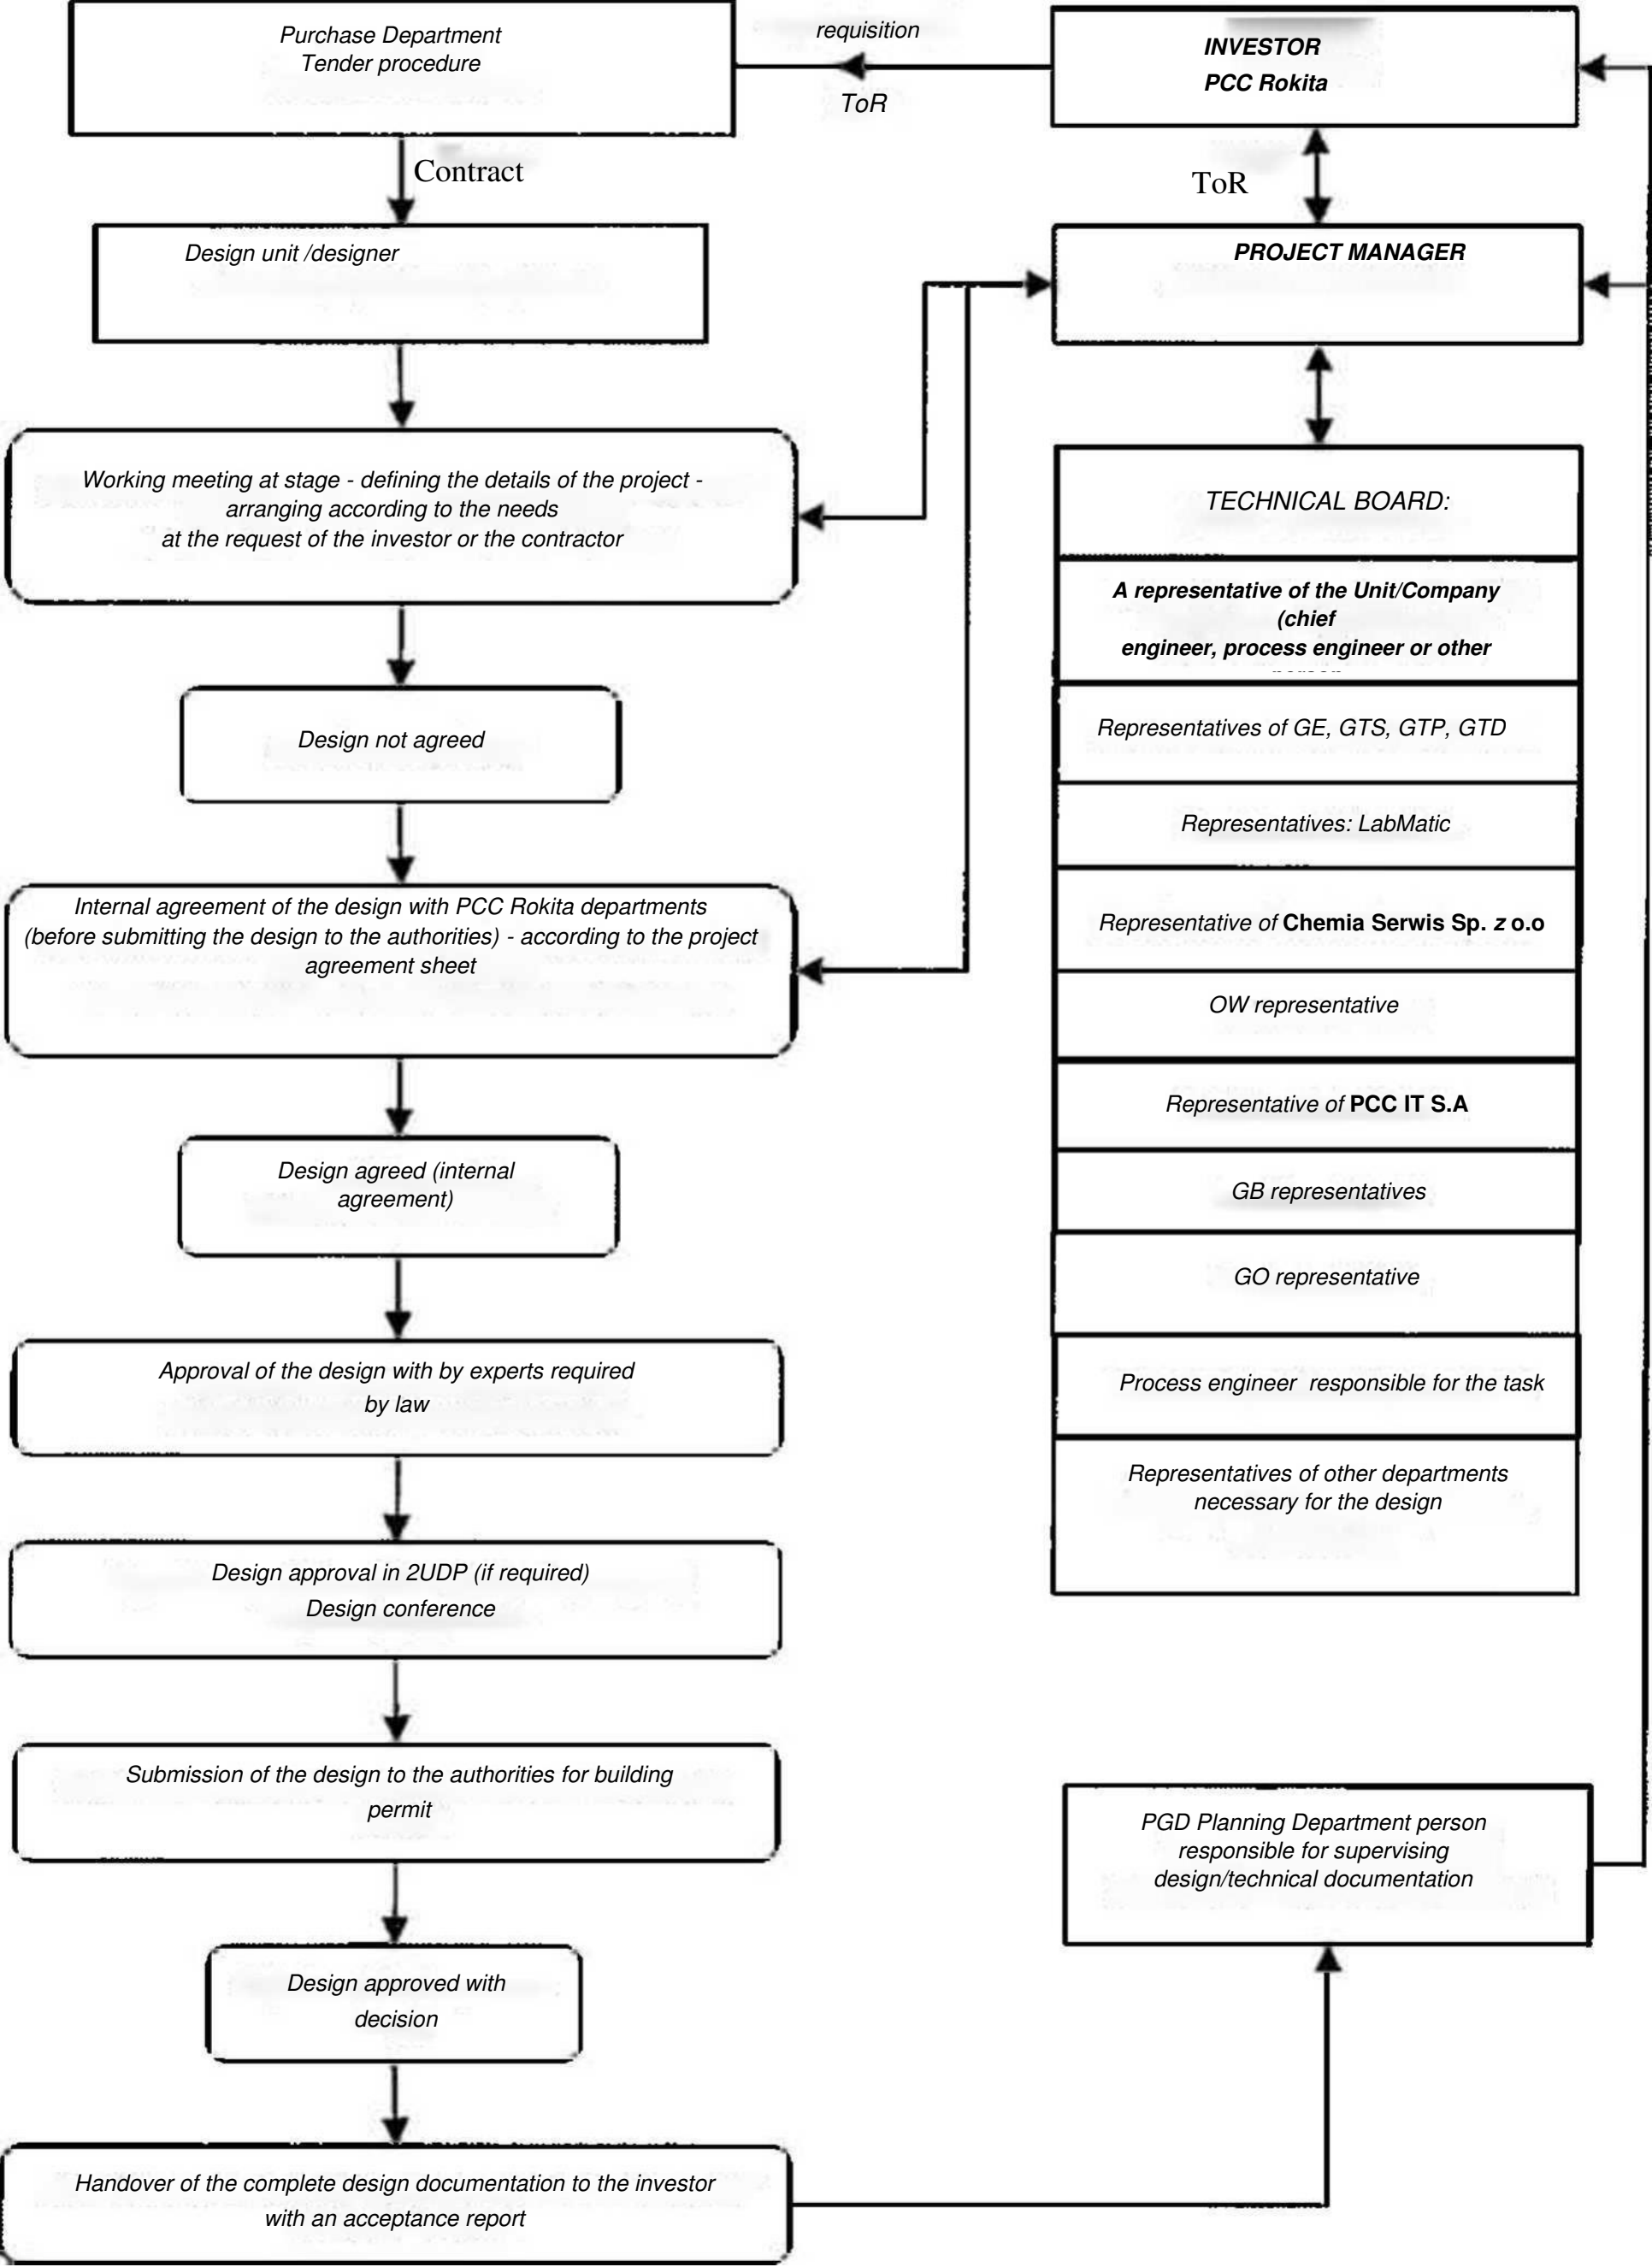 Purchase Department
Tender procedure
requisition
ToR
INVESTOR
PCC Rokita
Contract
ToR
Design unit /designer
PROJECT MANAGER
Working meeting at stage - defining the details of the project -
arranging according to the needs
at the request of the investor or the contractor
Design not agreed
Internal agreement of the design with PCC Rokita departments
(before submitting the design to the authorities) - according to the project
agreement sheet
Design agreed (internal
agreement)
Approval of the design with by experts required
by law
Design approval in 2UDP (if required)
Design conference
Submission of the design to the authorities for building
permit
Design approved with
decision
Handover of the complete design documentation to the investor
with an acceptance report
TECHNICAL BOARD:
A representative of the Unit/Company
(chief
engineer, process engineer or other
Representatives of GE, GTS, GTP, GTD
Representatives: LabMatic
Representative of Chemia Serwis Sp. z o.o
OW representative
Representative of PCC IT S.A
GB representatives
GO representative
Process engineer responsible for the task
Representatives of other departments
necessary for the design
PGD Planning Department person
responsible for supervising
design/technical documentation